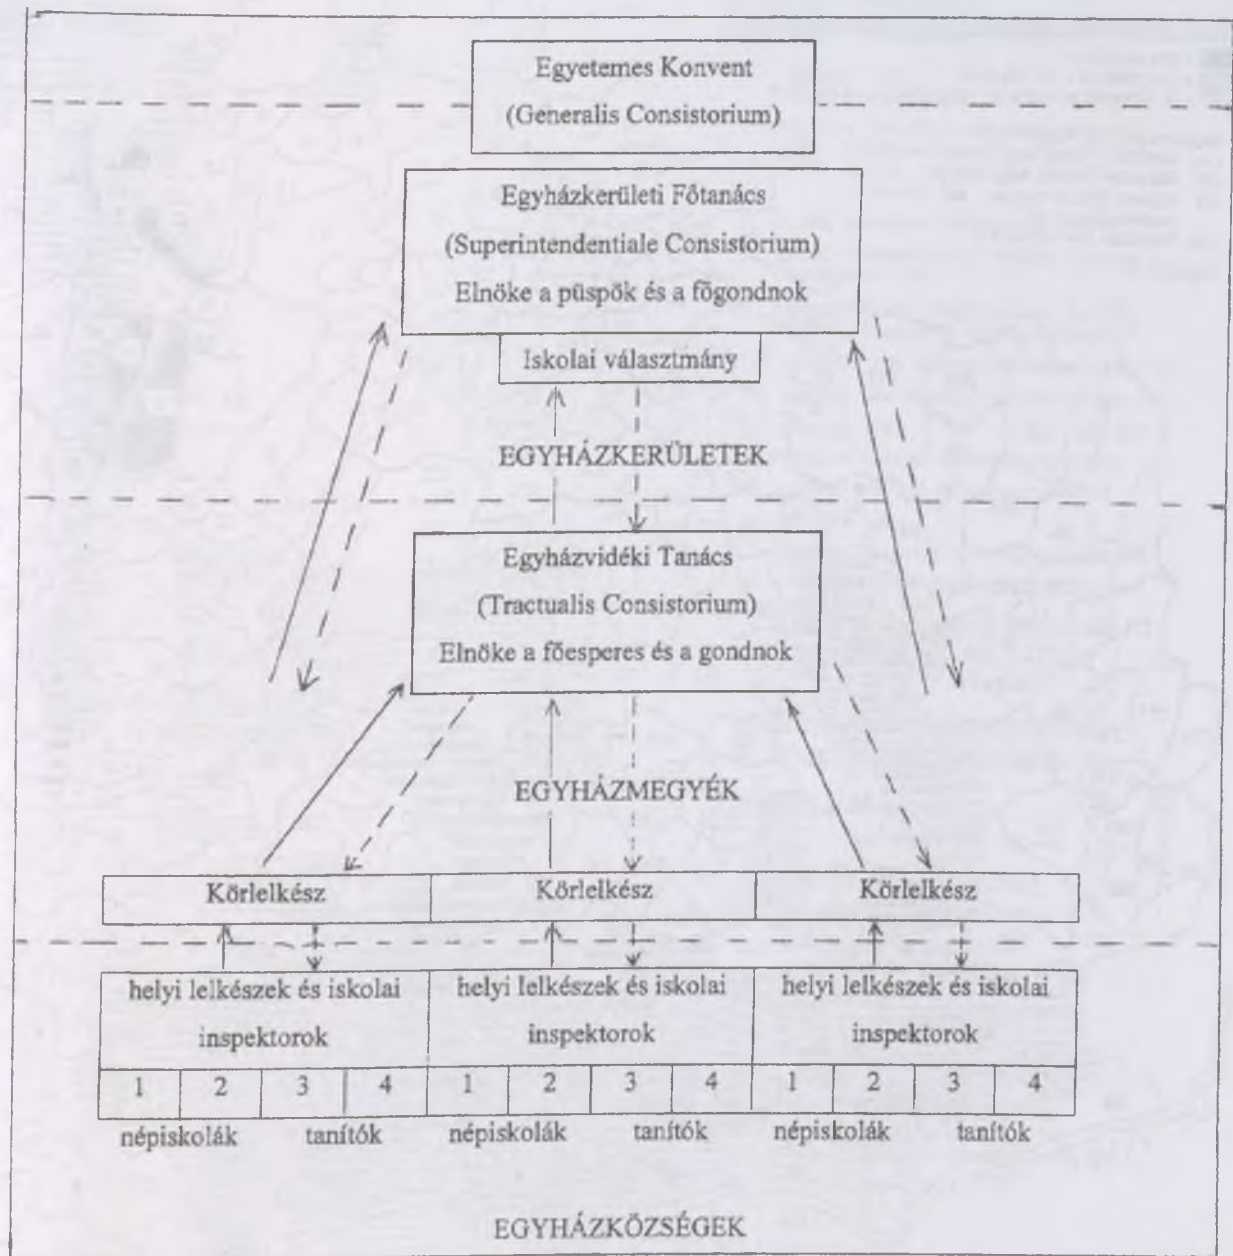 Egyetemes Konvent
(Generalis Consistorium)
Egyházkerületi Főtanács
(Superintendentiale Consistorium)
Elnöke a püspök és a fõgondnok
Iskolai választmány
EGYHÁZKERÜLETEK
Egyházvidéki Tanács
(Tractualis Consistorium)
Elnöke a fõesperes és a gondnok
EGYHÁZMEGYÉK
Körlelkész Körlelkész Körlelkész
helyi lelkészek és iskolai helyi lelkészek és iskolai helyi lelkészek és iskolai
inspektorok inspektorok inspektorok
1 2 3 4 1 2 3 4 1 2 3 4
népiskolák tanítók népiskolák tanítók népiskolák tanítók
EGYHÁZKÖZSÉGEK